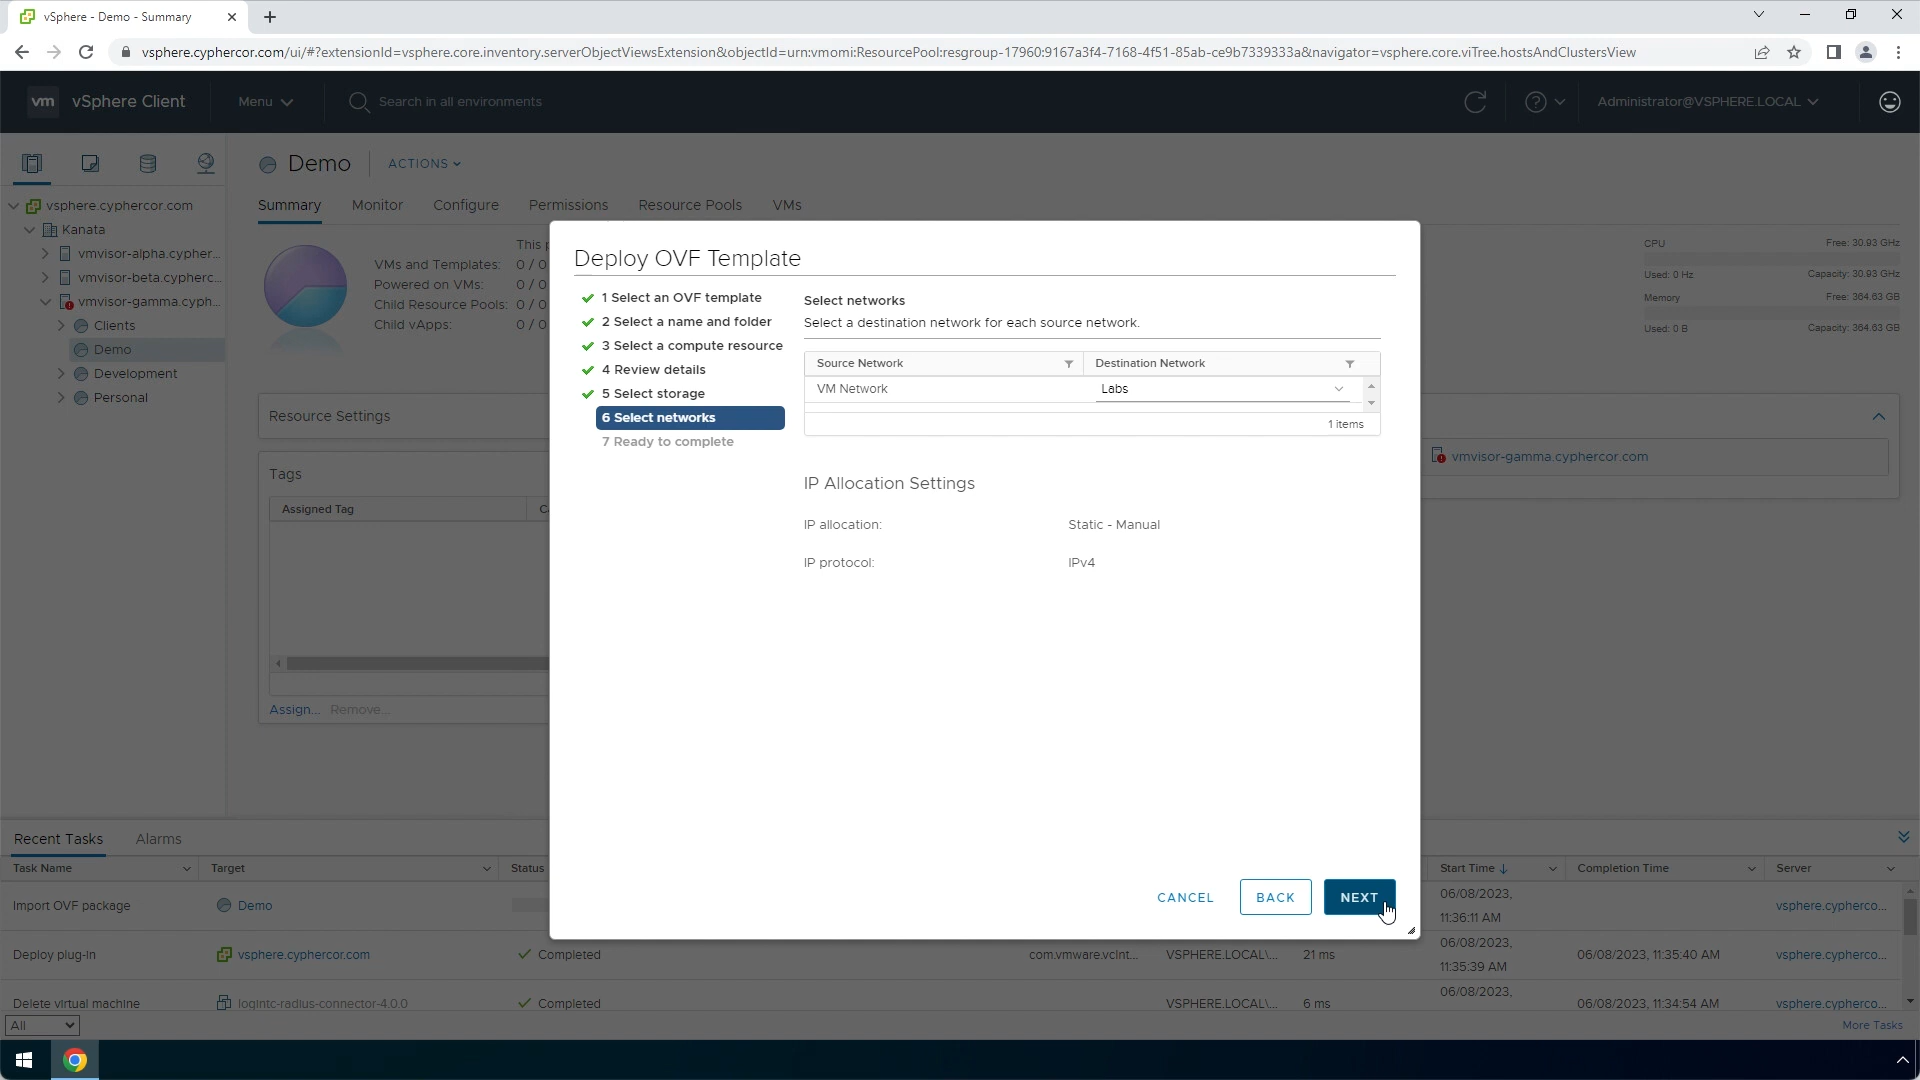 vSphere - Demo - Summary
vsphere.cyphercor.com/ui/#?extensionId=vsphere.core.inventory.serverObjectViewsExtension&objectId=urn:vmomi:ResourcePool:resgroup-17960:9167a3f4-7168-4f51-85ab-ce9b7339333a&navigator=vsphere.core.viTree.hostsAndClustersView
vm vSphere Client Menu Search in all environments Administrator@VSPHERE.LOCAL
Demo ACTIONS
vsphere.cyphercor.com
Kanata
vmvisor-alpha.cypher...
vmvisor-beta.cypherc...
vmvisor-gamma.cyph...
Clients
Demo
Development
Personal
Summary Monitor Configure Permissions Resource Pools VMs
This
VMs and Templates: 0 / 0
Powered on VMs: 0 / 0
Child Resource Pools: 0 / 0
Child vApps: 0 / 0
CPU Free: 30.93 GHz
Used: 0 Hz Capacity: 30.93 GHz
Memory Free: 364.63 GB
Used: 0 B Capacity: 364.63 GB
Resource Settings
Tags
Assigned Tag
Assign... Remove...
vmvisor-gamma.cyphercor.com
Deploy OVF Template
1 Select an OVF template
2 Select a name and folder
3 Select a compute resource
4 Review details
5 Select storage
6 Select networks
7 Ready to complete
Select networks
Select a destination network for each source network.
Source Network Destination Network
VM Network Labs
1 items
IP Allocation Settings
IP allocation: Static - Manual
IP protocol: IPv4
CANCEL BACK NEXT
Recent Tasks Alarms
Task Name Target Status Start Time Completion Time Server
Import OVF package Demo 06/08/2023, 11:36:11 AM vsphere.cypherco...
Deploy plug-in vsphere.cyphercor.com Completed com.vmware.vcInt... VSPHERE.LOCAL\... 21 ms 06/08/2023, 11:35:39 AM 06/08/2023, 11:35:40 AM vsphere.cypherco...
Delete virtual machine logintc-radius-connector-4.0.0 Completed VSPHERE.LOCAL\... 6 ms 06/08/2023, 06/08/2023, 11:34:54 AM vsphere.cypherco...
All More Tasks